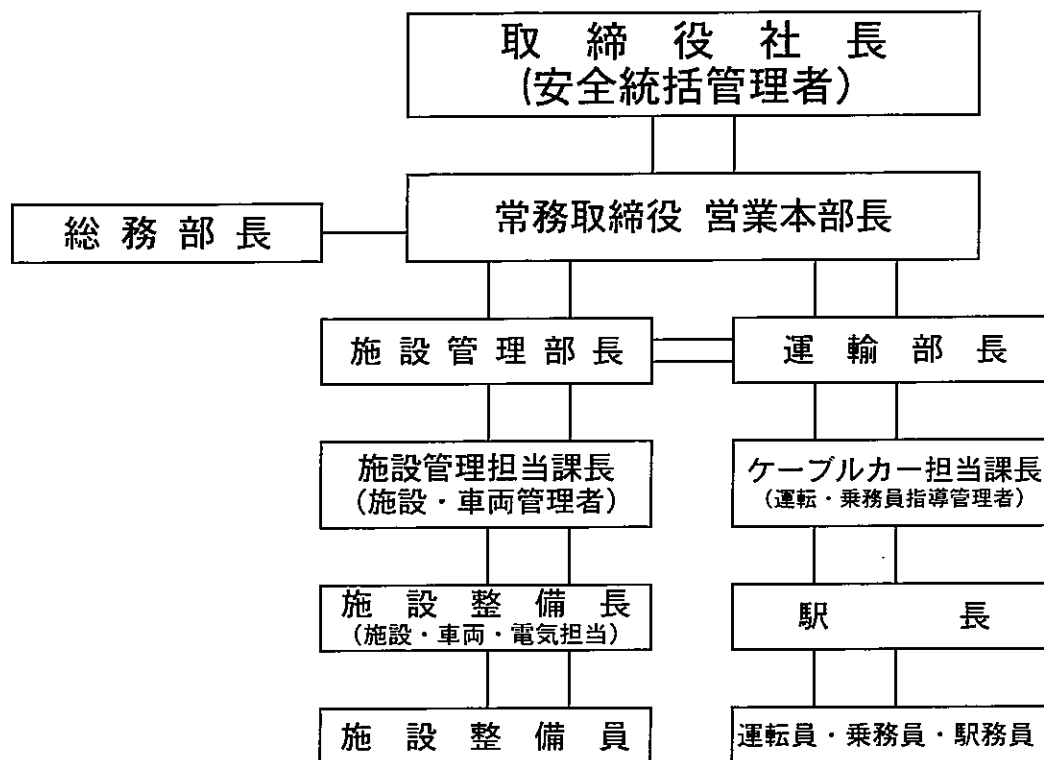 取締役社長
(安全統括管理者)
総務部長
常務取締役 営業本部長
施設管理部長
運輸部長
施設管理担当課長
(施設・車両管理者)
ケーブルカー担当課長
(運転・乗務員指導管理者)
施設整備長
(施設・車両・電気担当)
駅長
施設整備員
運転員・乗務員・駅務員